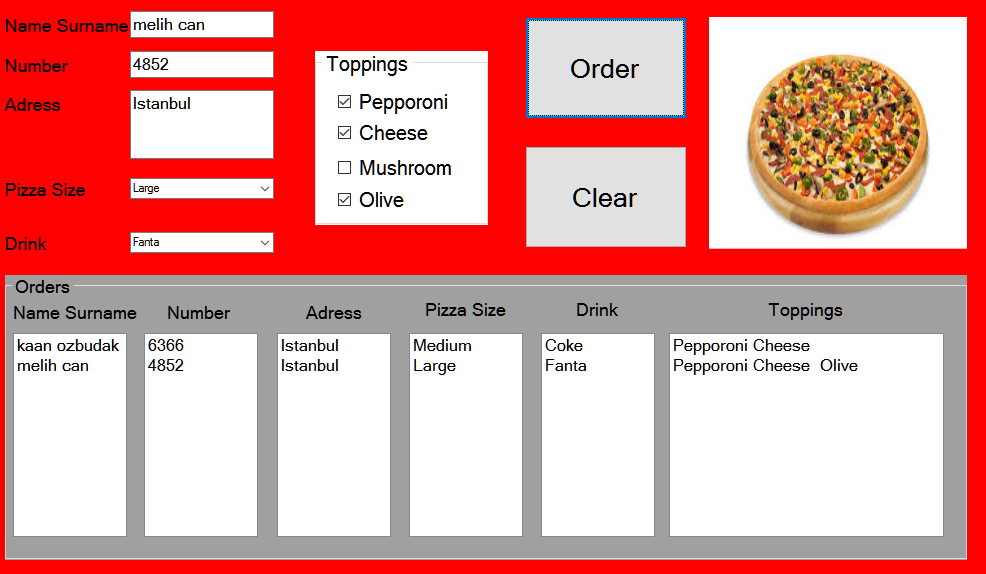 Name Surname melih can
Number 4852
Adress Istanbul
Pizza Size Large
Drink Fanta
Toppings
Pepporoni
Cheese
Mushroom
Olive
Order
Clear
Orders
Name Surname Number Adress Pizza Size Drink Toppings
kaan ozbudak 6366 Istanbul Medium Coke Pepporoni Cheese
melih can 4852 Istanbul Large Fanta Pepporoni Cheese Olive